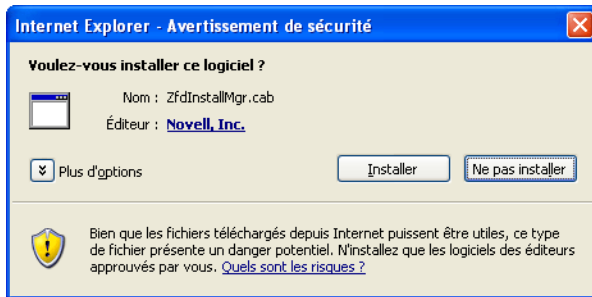 Internet Explorer - Avertissement de sécurité
Voulez-vous installer ce logiciel ?
Nom : ZfdInstallMgr.cab
Éditeur : Novell, Inc.
Plus d'options
Installer
Ne pas installer
Bien que les fichiers téléchargés depuis Internet puissent être utiles, ce type
de fichier présente un danger potentiel. N'installez que les logiciels des éditeurs
approuvés par vous. Quels sont les risques ?